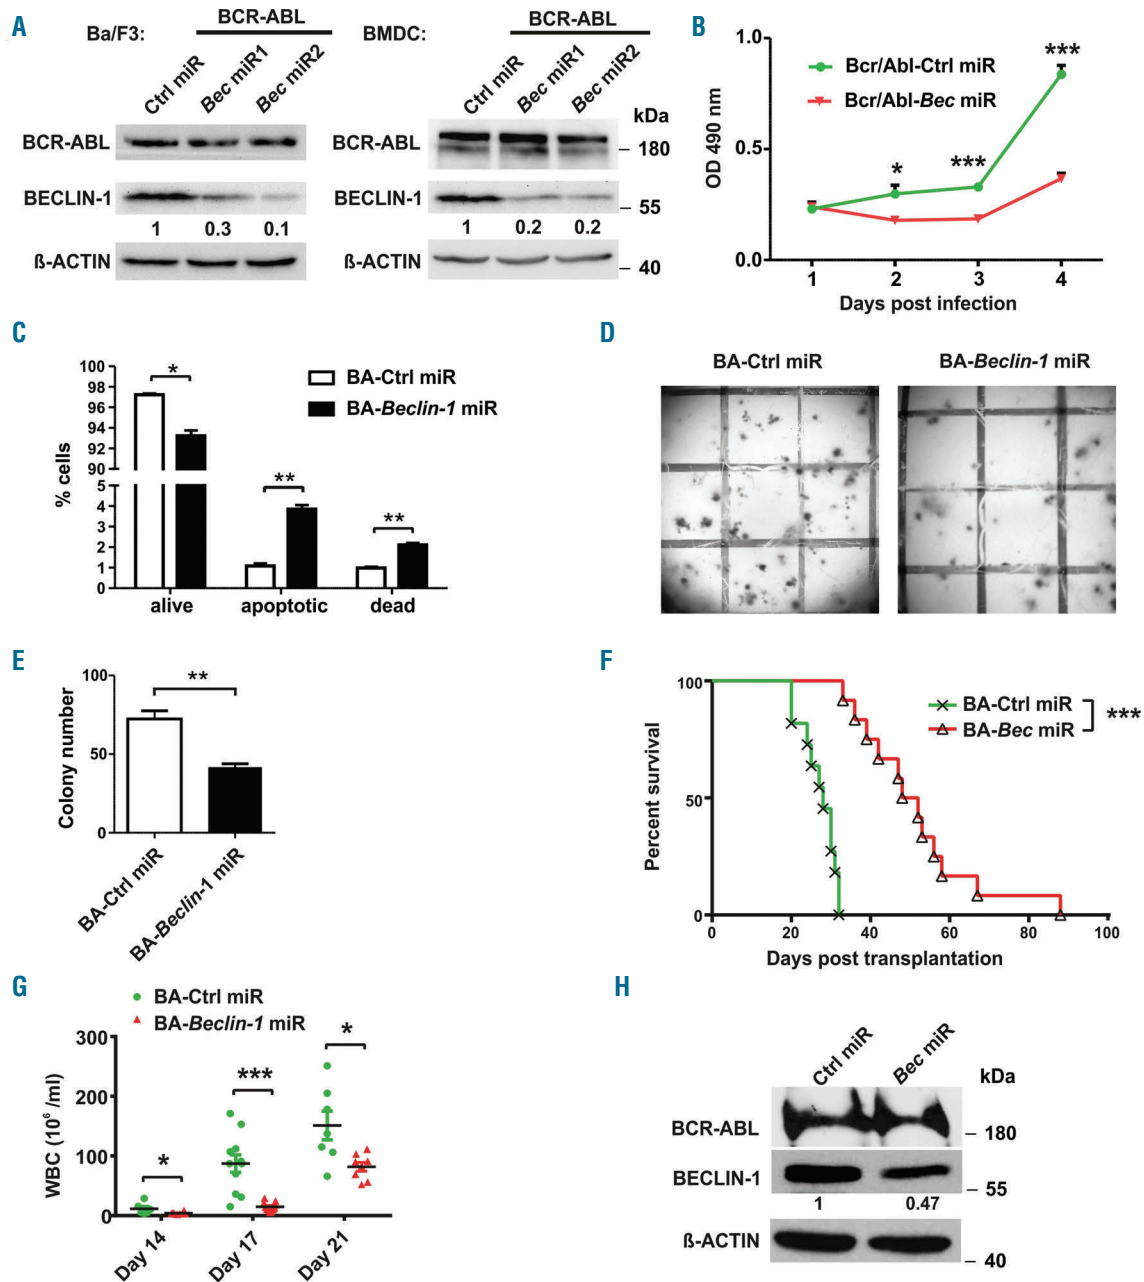 A
Ba/F3:
BCR-ABL
Ctrl miR
Bec miR1
Bec miR2
BCR-ABL
BECLIN-1
1 0.3 0.1
ß-ACTIN
BMDC:
BCR-ABL
Ctrl miR
Bec miR1
Bec miR2
kDa
BCR-ABL
180
BECLIN-1
55
1 0.2 0.2
ß-ACTIN
40
B
Bcr/Abl-Ctrl miR
Bcr/Abl-Bec miR
OD 490 nm
1.0
0.5
0.0
* *** ***
1 2 3 4
Days post infection
C
% cells
100
98
96
94
92
90
5
4
3
2
1
0
* ** **
BA-Ctrl miR
BA-Beclin-1 miR
alive apoptotic dead
D
BA-Ctrl miR
BA-Beclin-1 miR
E
Colony number
100
50
0
**
BA-Ctrl miR
BA-Beclin-1 miR
F
Percent survival
100
50
0
BA-Ctrl miR
BA-Bec miR
***
0 20 40 60 80 100
Days post transplantation
G
BA-Ctrl miR
BA-Beclin-1 miR
WBC (10⁶ /ml)
300
200
100
0
* *** *
Day 14
Day 17
Day 21
H
Ctrl miR
Bec miR
kDa
BCR-ABL
180
BECLIN-1
55
1 0.47
ß-ACTIN
40